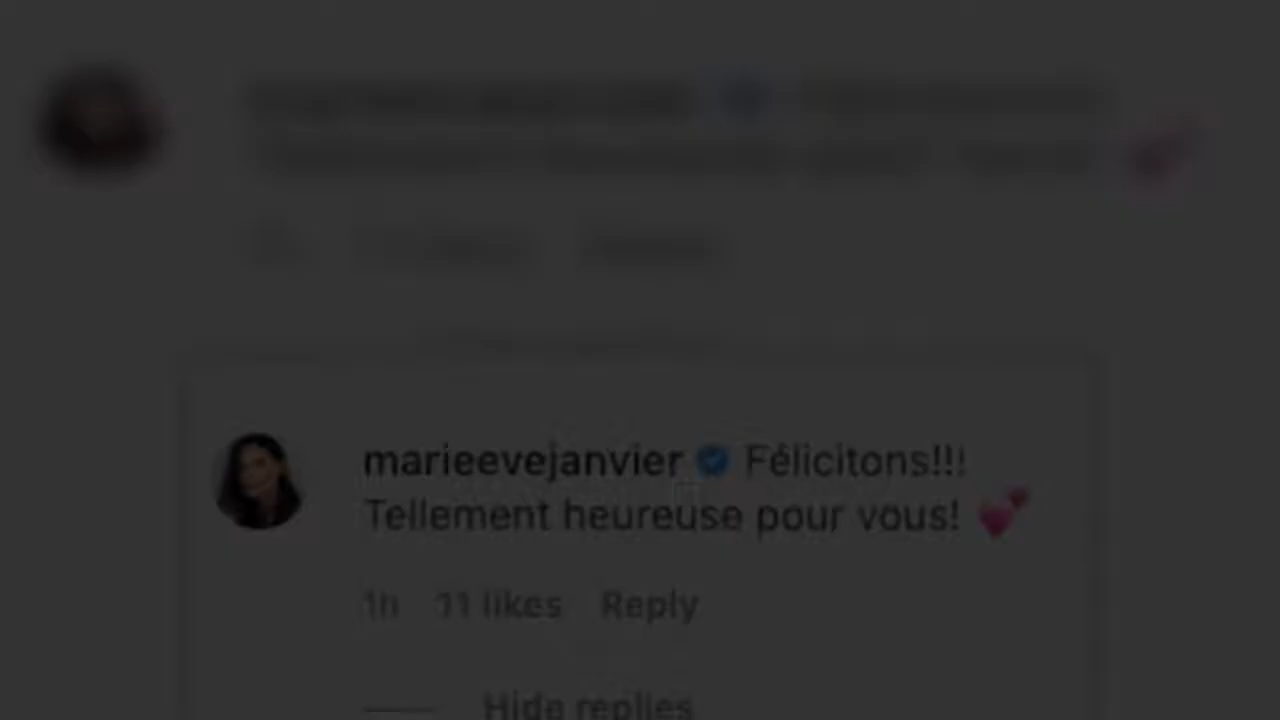 marieevejanvier Félicitons!!!
Tellement heureuse pour vous! 💕
1h 11 likes Reply
Hide replies